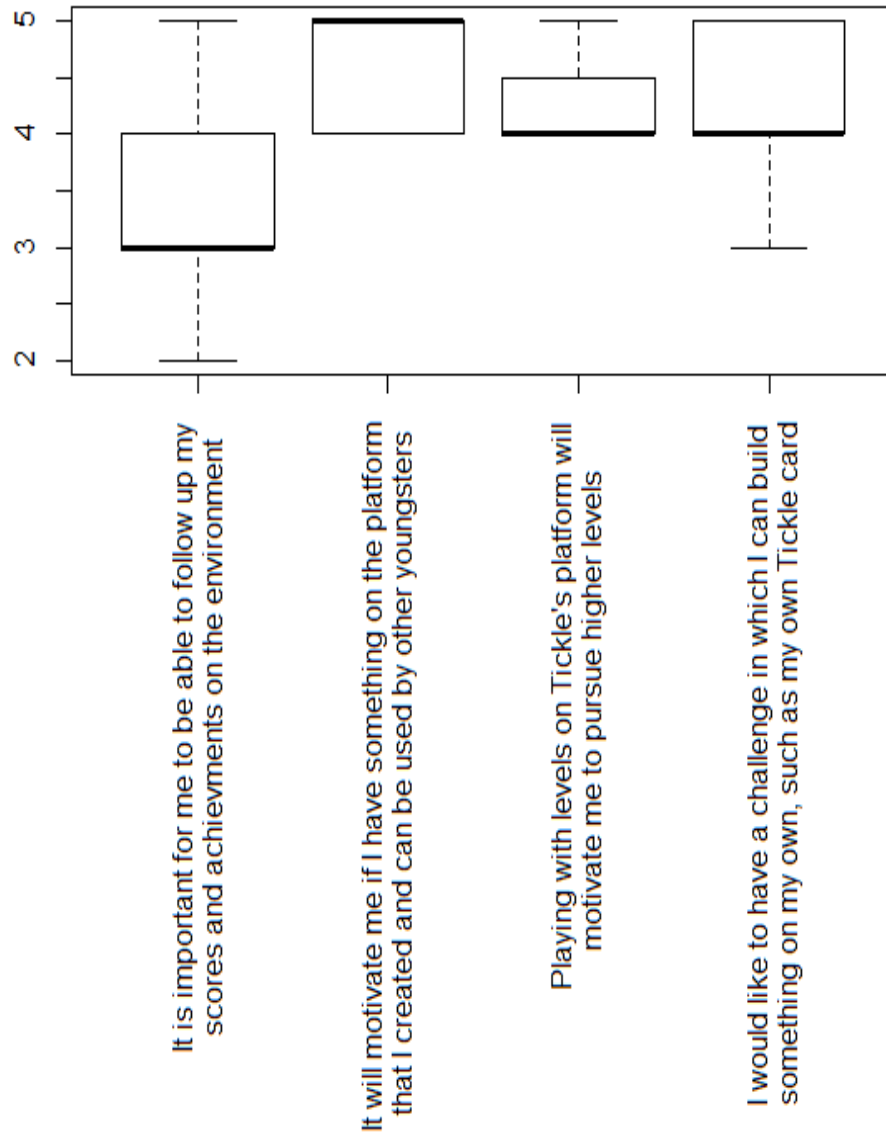 5
4
3
2
It is important for me to be able to follow up my
scores and achievments on the environment
It will motivate me if I have something on the platform
that I created and can be used by other youngsters
Playing with levels on Tickle's platform will
motivate me to pursue higher levels
I would like to have a challenge in which I can build
something on my own, such as my own Tickle card